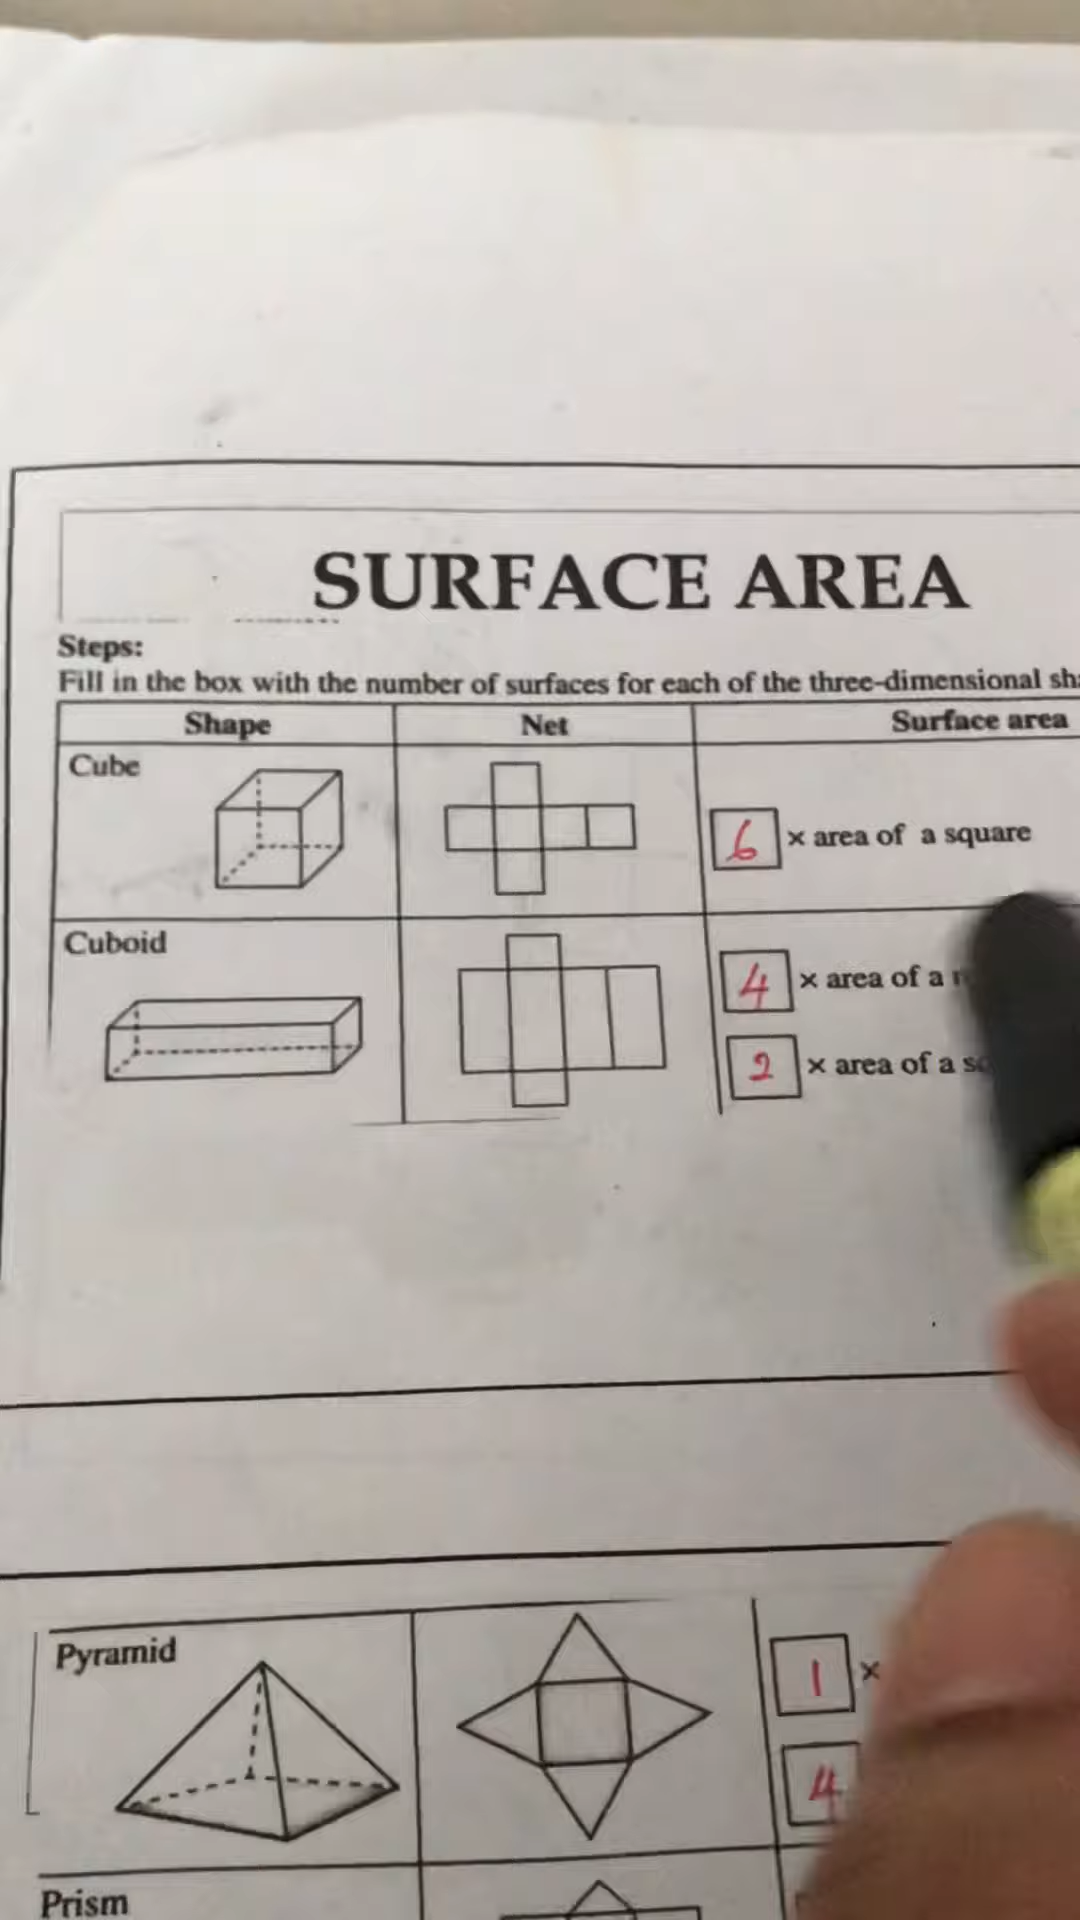 SURFACE AREA
Steps:
Fill in the box with the number of surfaces for each of the three-dimensional
Shape Net Surface area
Cube
6 × area of a square
Cuboid
4 × area of a
2 × area of a
Pyramid
1 ×
4
Prism